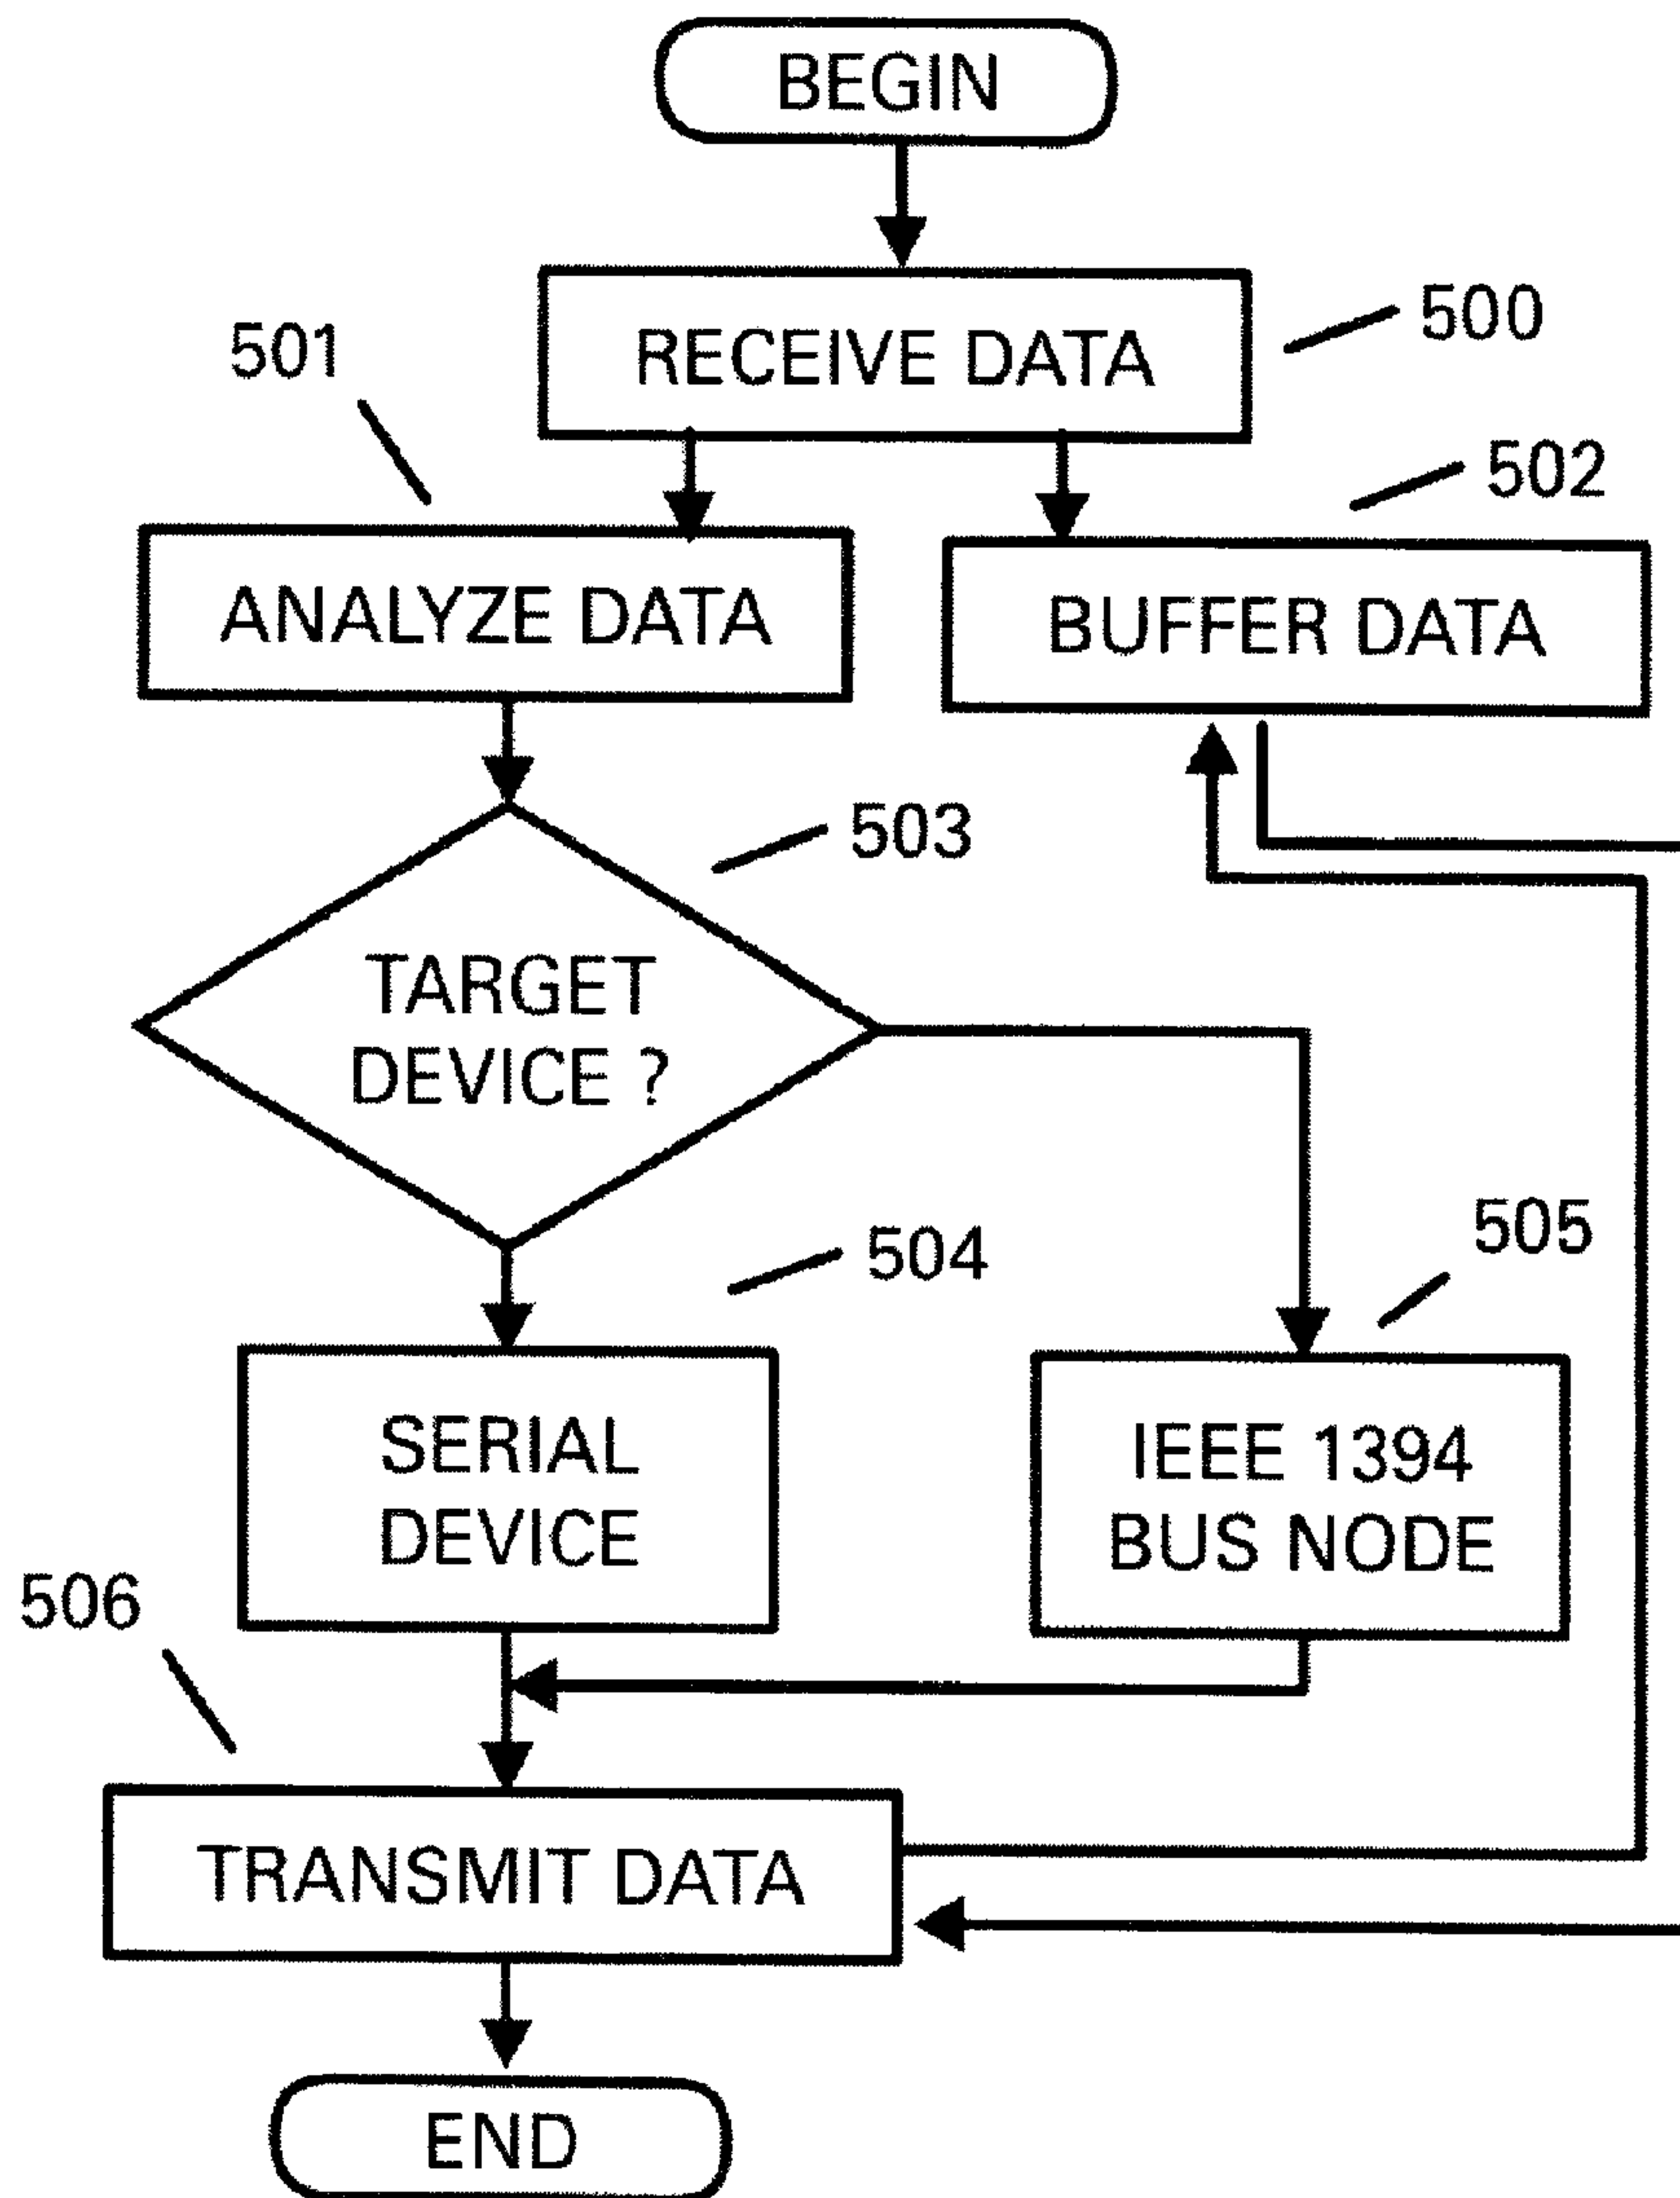 BEGIN
RECEIVE DATA
500
501
502
ANALYZE DATA
BUFFER DATA
503
TARGET
DEVICE ?
504
505
SERIAL
DEVICE
IEEE 1394
BUS NODE
506
TRANSMIT DATA
END